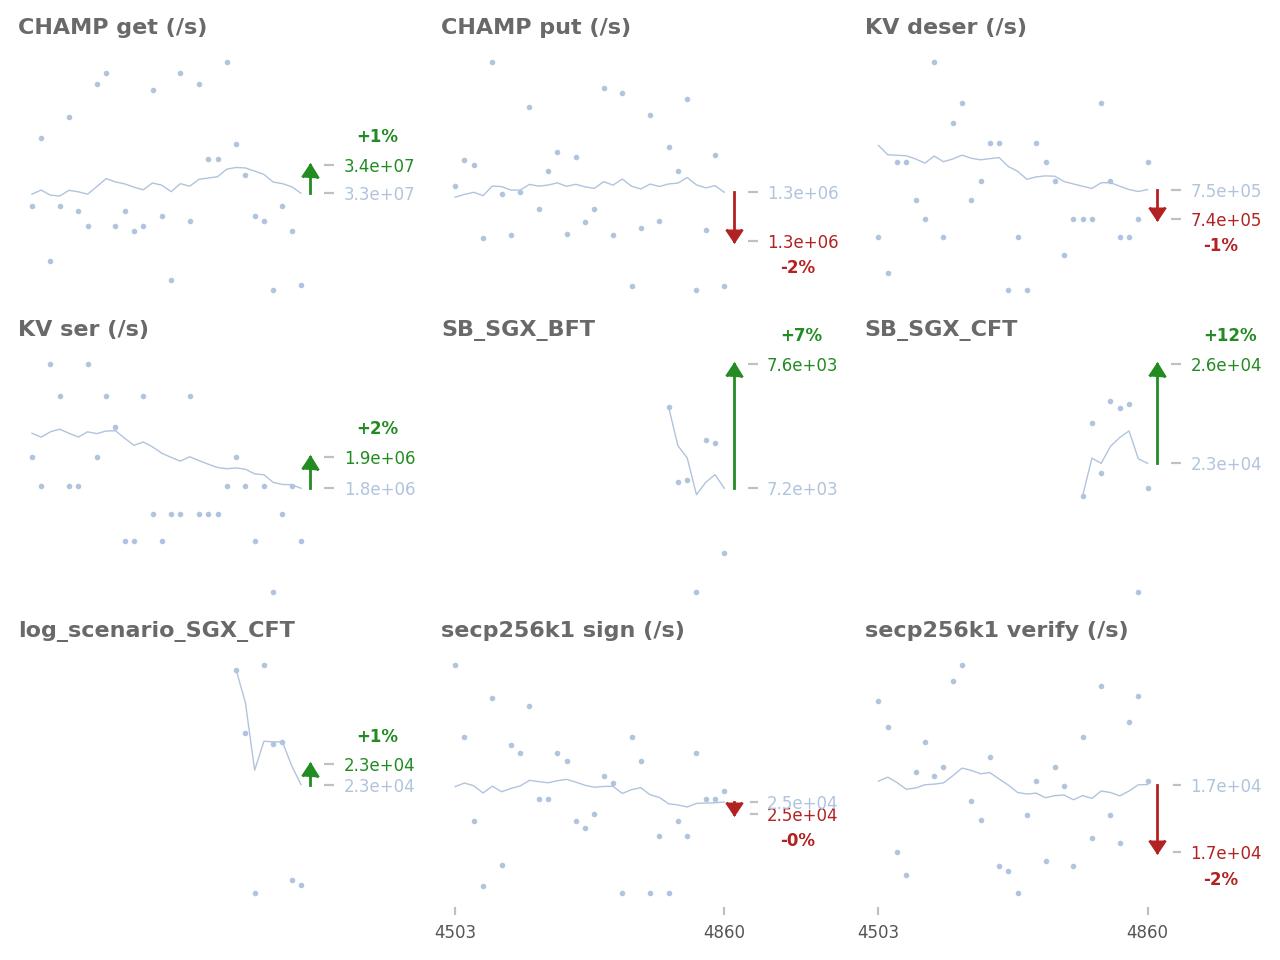 CHAMP get (/s)
+1%
3.4e+07
3.3e+07
CHAMP put (/s)
1.3e+06
1.3e+06
-2%
KV deser (/s)
7.5e+05
7.4e+05
-1%
KV ser (/s)
+2%
1.9e+06
1.8e+06
SB_SGX_BFT
+7%
7.6e+03
7.2e+03
SB_SGX_CFT
+12%
2.6e+04
2.3e+04
log_scenario_SGX_CFT
+1%
2.3e+04
2.3e+04
secp256k1 sign (/s)
2.5e+04
2.5e+04
-0%
4503 4860
secp256k1 verify (/s)
1.7e+04
1.7e+04
-2%
4503 4860